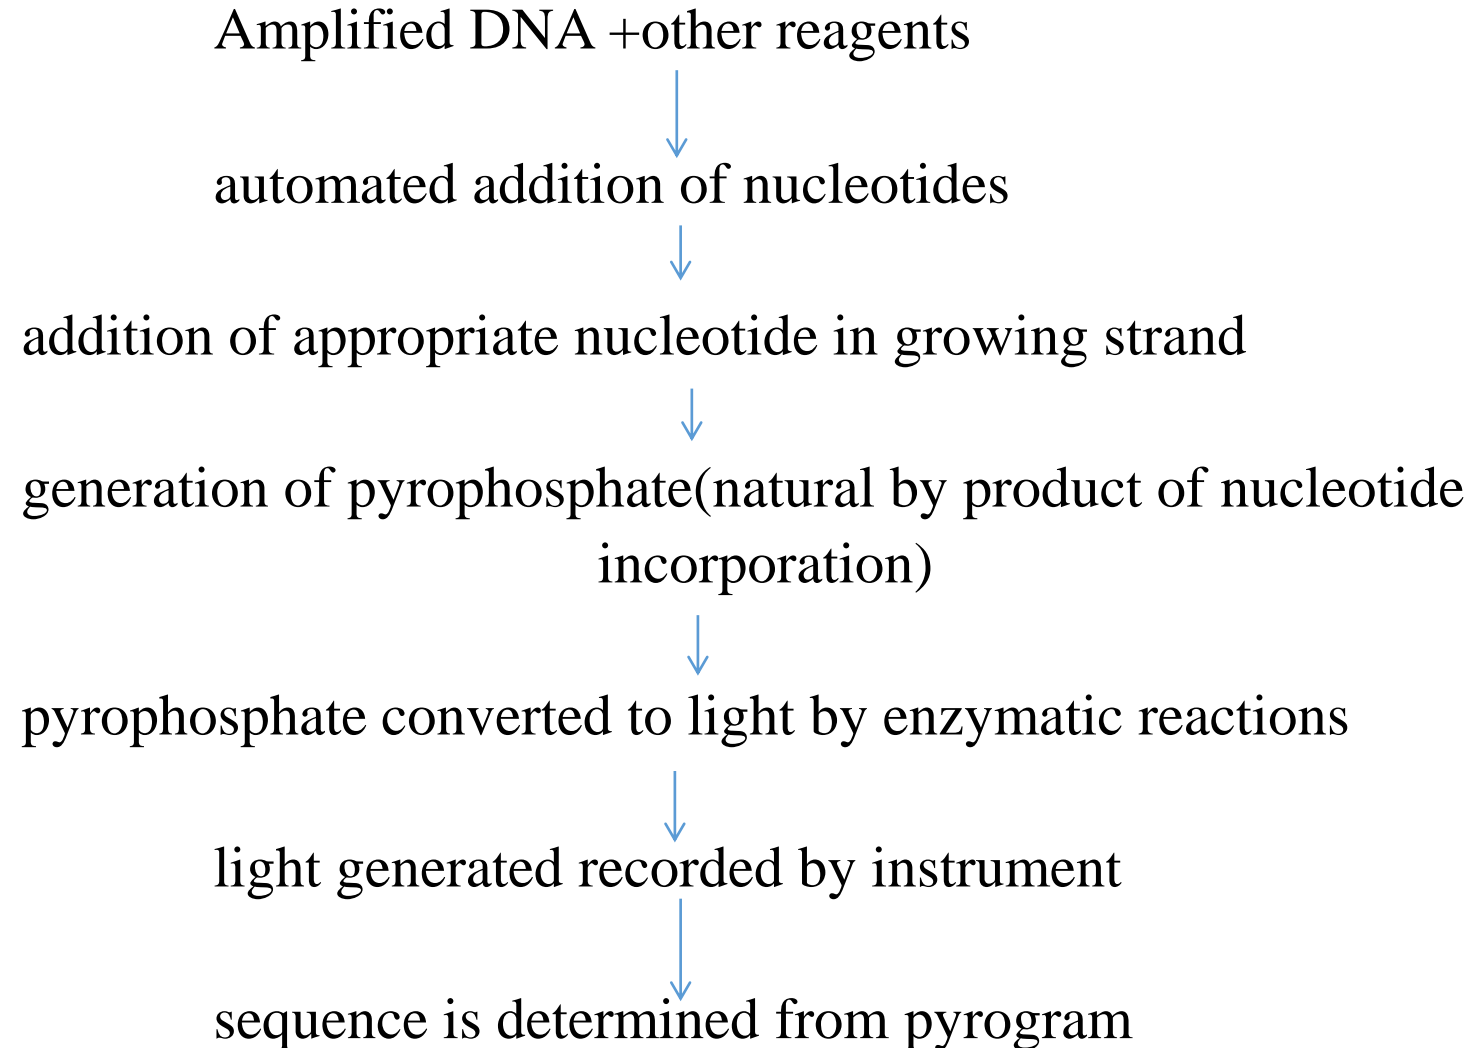 Amplified DNA +other reagents
automated addition of nucleotides
addition of appropriate nucleotide in growing strand
generation of pyrophosphate(natural by product of nucleotide
incorporation)
pyrophosphate converted to light by enzymatic reactions
light generated recorded by instrument
sequence is determined from pyrogram